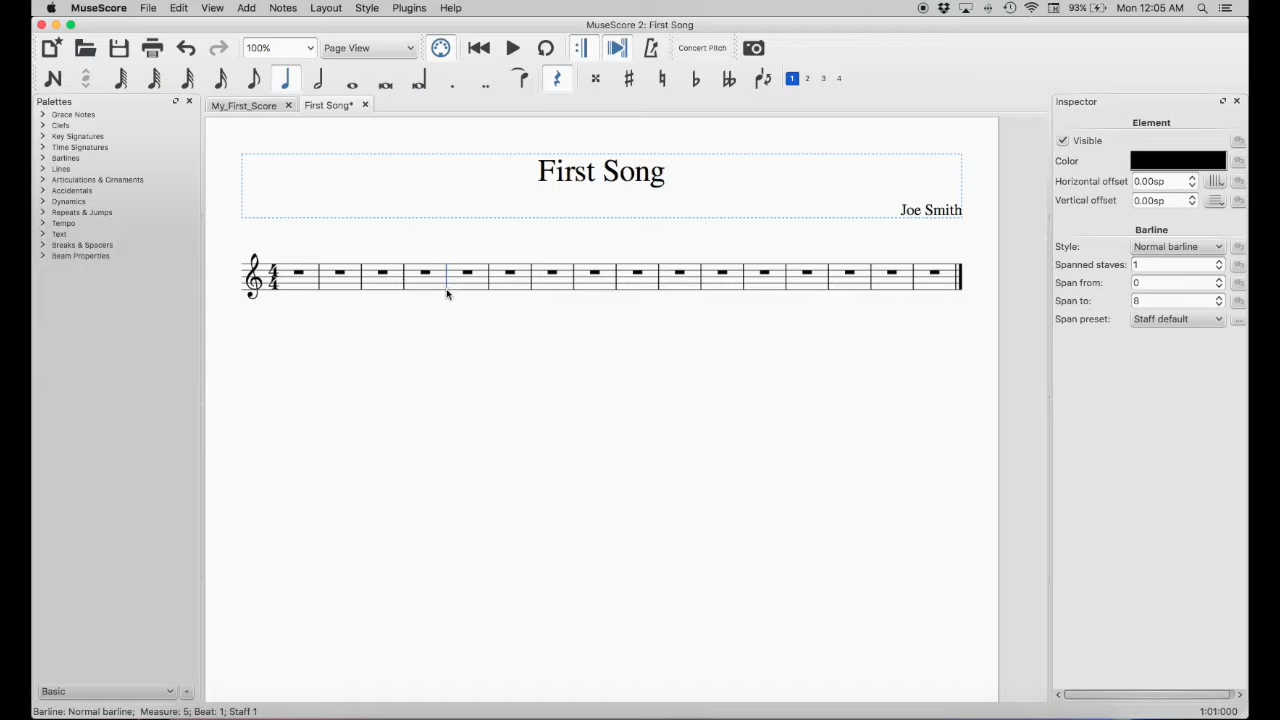 MuseScore File Edit View Add Notes Layout Style Plugins Help 93% Mon 12:05 AM
MuseScore 2: First Song
100% Page View Concert Pitch
1 2 3 4
Palettes
My_First_Score First Song*
Inspector
Grace Notes
Clefs
Key Signatures
Time Signatures
Barlines
Lines
Articulations & Ornaments
Accidentals
Dynamics
Repeats & Jumps
Tempo
Text
Breaks & Spacers
Beam Properties
First Song
Joe Smith
4
4
Element
Visible
Color
Horizontal offset 0.00sp
Vertical offset 0.00sp
Barline
Style: Normal barline
Spanned staves: 1
Span from: 0
Span to: 8
Span preset: Staff default ...
Basic +
Barline: Normal barline; Measure: 5; Beat: 1; Staff 1 1:01:000